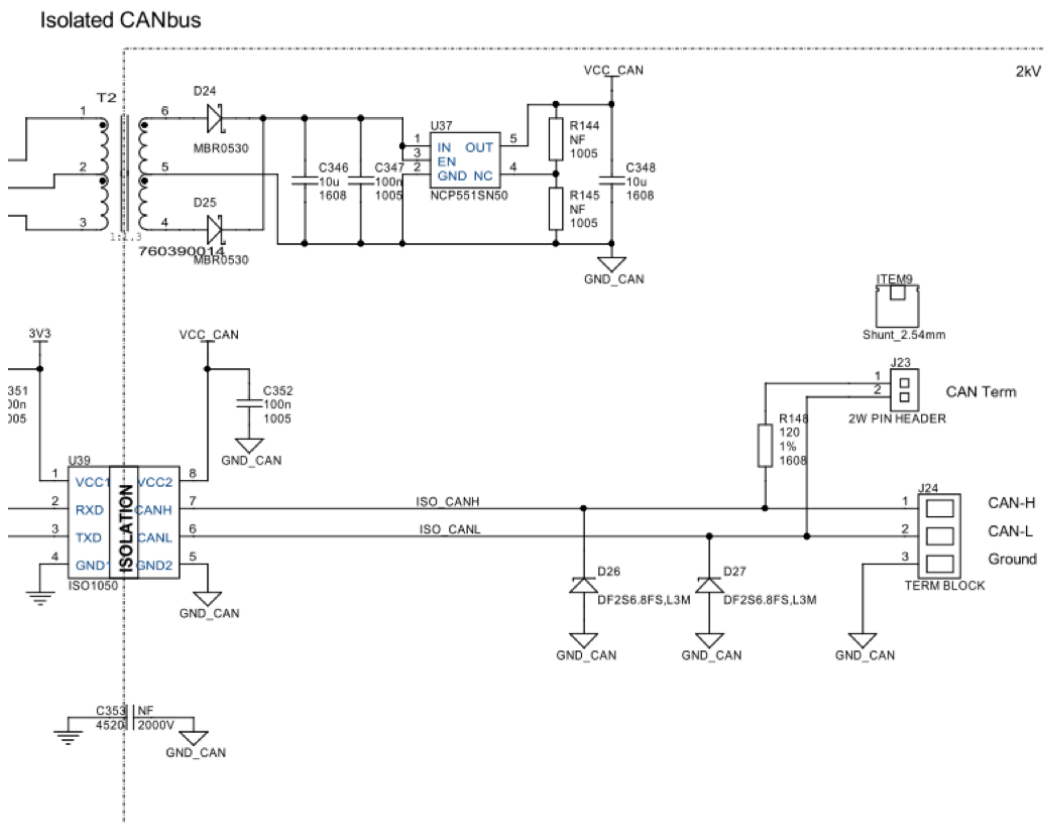 Isolated CANbus
2kV
T2
1
2
3
6
5
4
1:1.3
760390014
D24
MBR0530
D25
MBR0530
C346
10u
1608
C347
100n
1005
U37
1 IN OUT 5
3 EN
2 GND NC 4
NCP551SN50
VCC_CAN
R144
NF
1005
R145
NF
1005
C348
10u
1608
GND_CAN
ITEM9
Shunt_2.54mm
3V3
351
00n
005
VCC_CAN
C352
100n
1005
GND_CAN
J23
1
2
2W PIN HEADER
CAN Term
R148
120
1%
1608
U39
1 VCC1 VCC2 8
2 RXD CANH 7
3 TXD CANL 6
4 GND1 GND2 5
ISOLATION
ISO1050
GND_CAN
ISO_CANH
ISO_CANL
D26
DF2S6.8FS,L3M
GND_CAN
D27
DF2S6.8FS,L3M
GND_CAN
J24
1 CAN-H
2 CAN-L
3 Ground
TERM BLOCK
GND_CAN
C353 NF
4520 2000V
GND_CAN